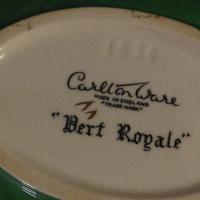 Carlton Ware
MADE IN ENGLAND
"TRADE MARK"
"Vert Royale"